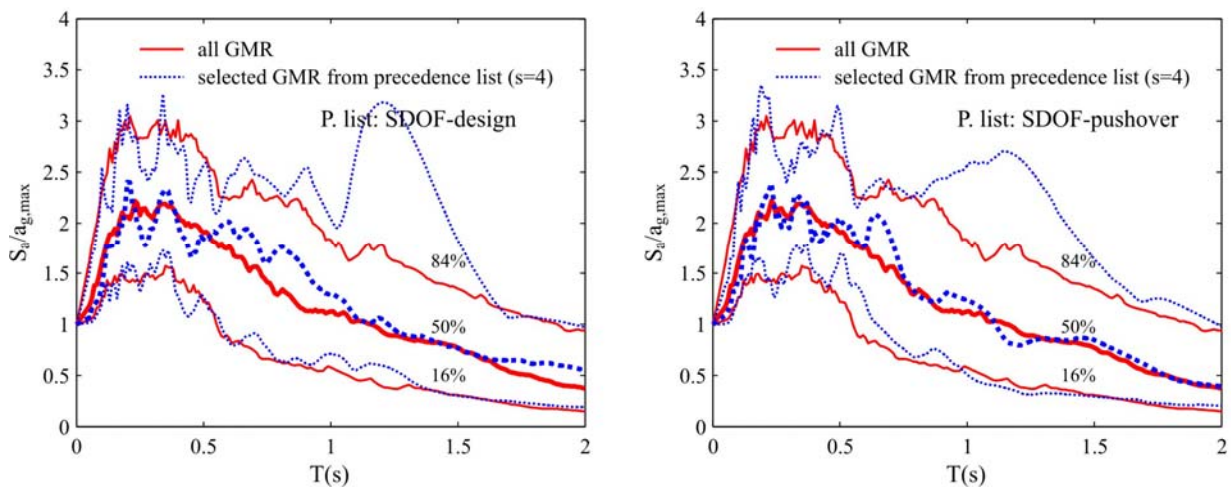 4
3.5
3
2.5
2
1.5
1
0.5
0
Sa/ag,max
all GMR
selected GMR from precedence list (s=4)
P. list: SDOF-design
84%
50%
16%
0 0.5 1 1.5 2
T(s)
4
3.5
3
2.5
2
1.5
1
0.5
0
Sa/ag,max
all GMR
selected GMR from precedence list (s=4)
P. list: SDOF-pushover
84%
50%
16%
0 0.5 1 1.5 2
T(s)